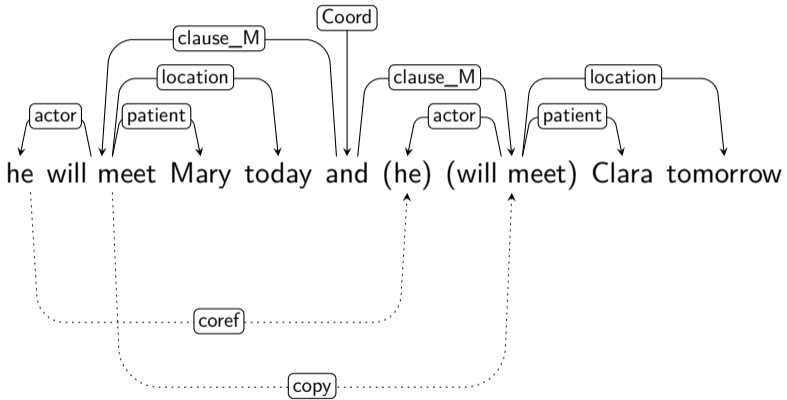 Coord
clause_M
location clause_M location
actor patient actor patient
he will meet Mary today and (he) (will meet) Clara tomorrow
coref
copy